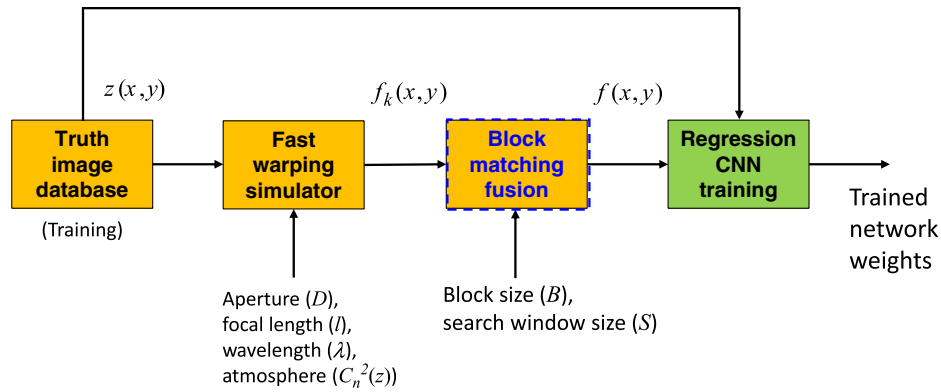 z(x,y)
f_k(x,y)
f(x,y)
Truth
image
database
Fast
warping
simulator
Block
matching
fusion
Regression
CNN
training
(Training)
Trained
network
weights
Aperture (D),
focal length (l),
wavelength (λ),
atmosphere (C_n^2(z))
Block size (B),
search window size (S)